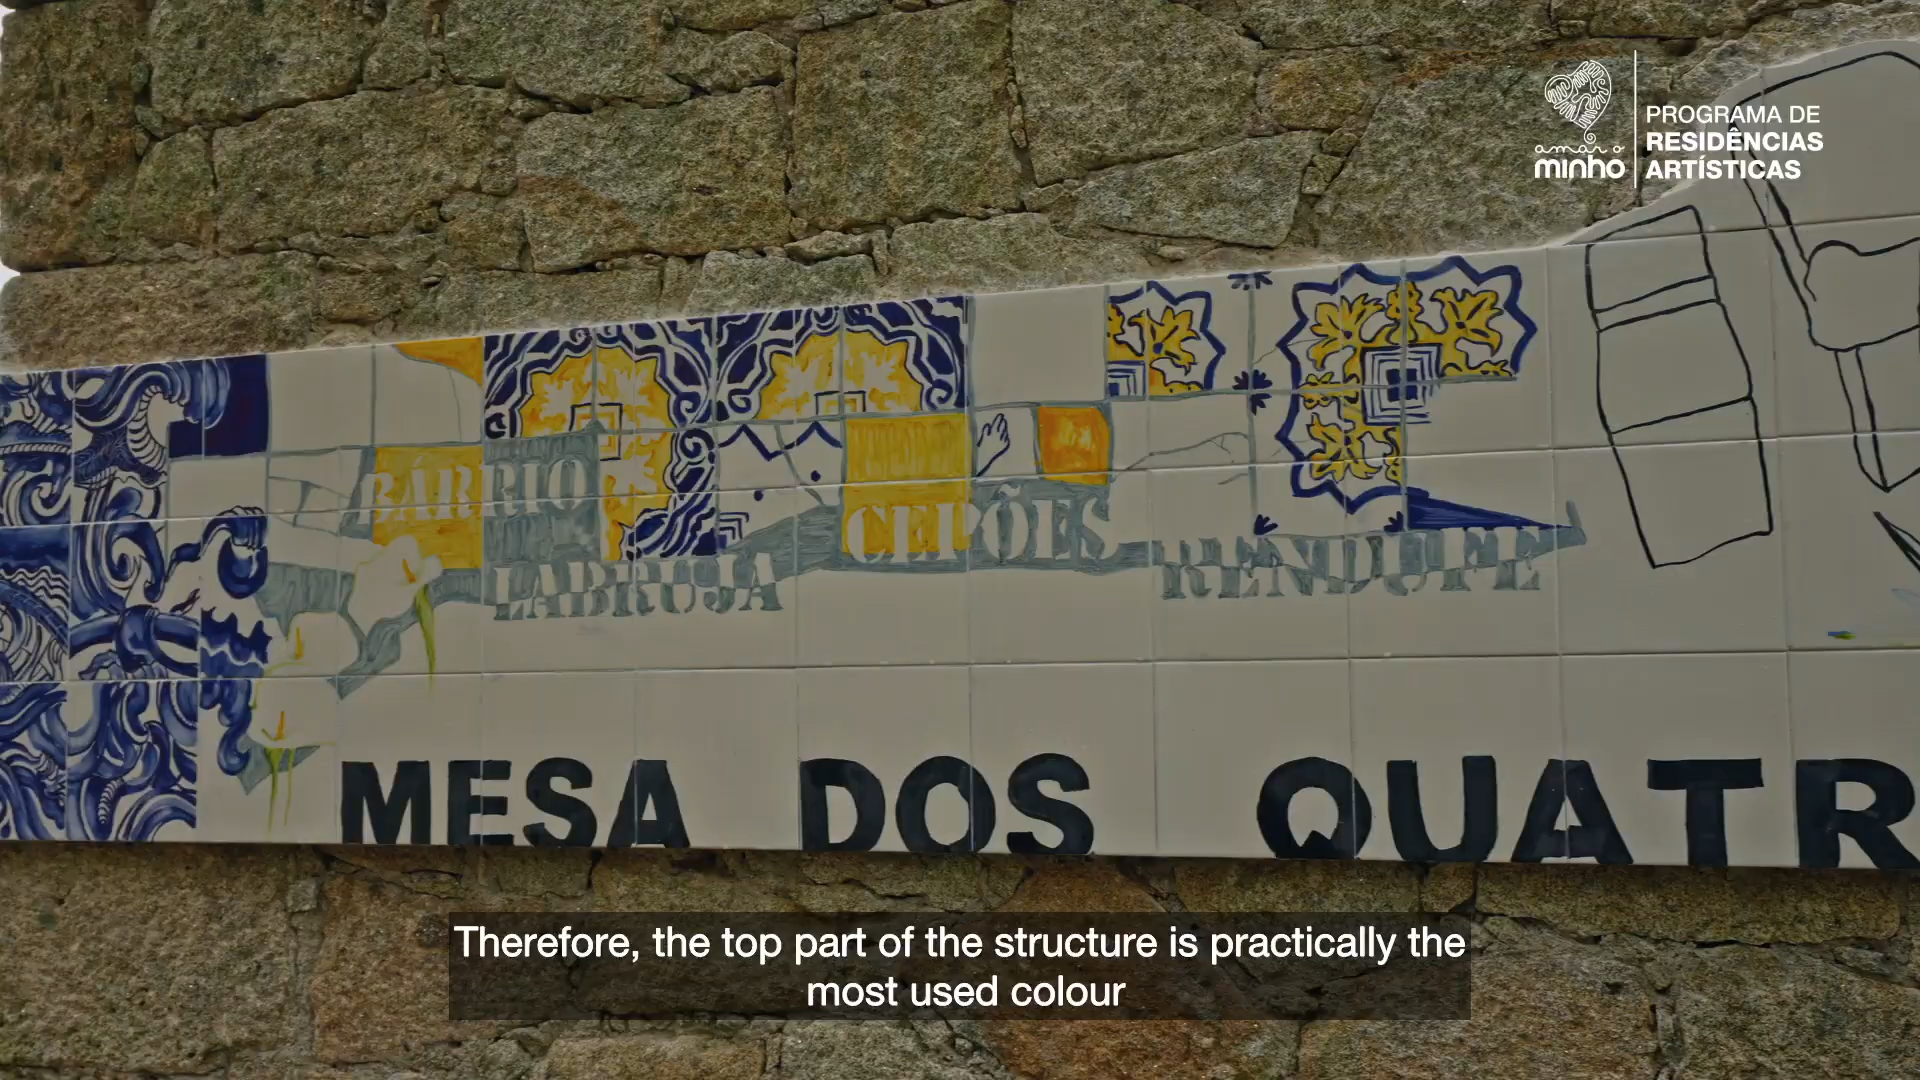 amar o
minho
PROGRAMA DE
RESIDÊNCIAS
ARTÍSTICAS
BÁRRIO
LABRUJA
CEPÕES
RENDUFE
MESA DOS QUATR
Therefore, the top part of the structure is practically the
most used colour